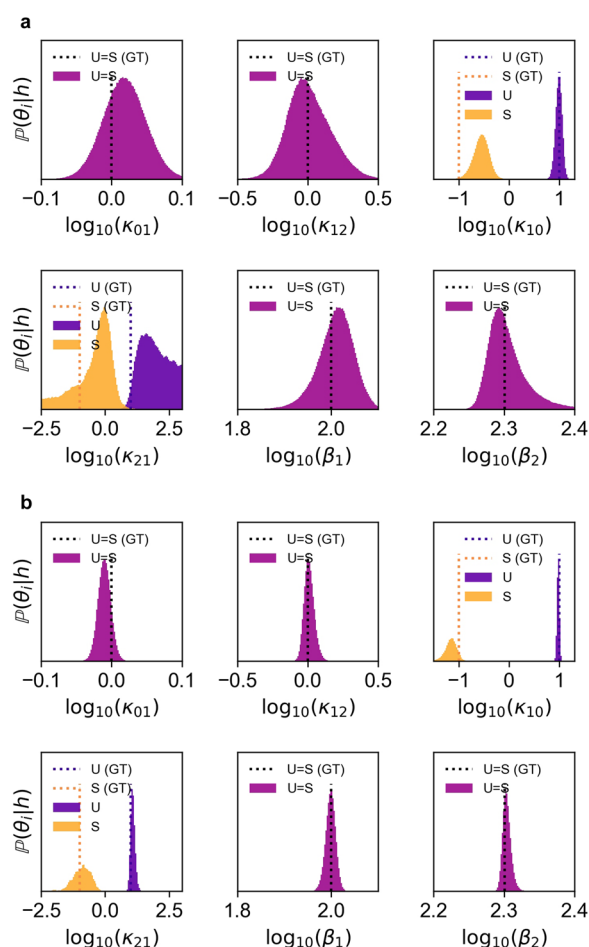 a
U=S (GT)
U=S
U=S (GT)
U=S
U (GT)
S (GT)
U
S
ℙ(θᵢ|h)
−0.1 0.0 0.1
−0.5 0.0 0.5
−1 0 1
log₁₀(κ₀₁)
log₁₀(κ₁₂)
log₁₀(κ₁₀)
U (GT)
S (GT)
U
S
U=S (GT)
U=S
U=S (GT)
U=S
ℙ(θᵢ|h)
−2.5 0.0 2.5
1.8 2.0
2.2 2.3 2.4
log₁₀(κ₂₁)
log₁₀(β₁)
log₁₀(β₂)
b
U=S (GT)
U=S
U=S (GT)
U=S
U (GT)
S (GT)
U
S
ℙ(θᵢ|h)
−0.1 0.0 0.1
−0.5 0.0 0.5
−1 0 1
log₁₀(κ₀₁)
log₁₀(κ₁₂)
log₁₀(κ₁₀)
U (GT)
S (GT)
U
S
U=S (GT)
U=S
U=S (GT)
U=S
ℙ(θᵢ|h)
−2.5 0.0 2.5
1.8 2.0
2.2 2.3 2.4
log₁₀(κ₂₁)
log₁₀(β₁)
log₁₀(β₂)